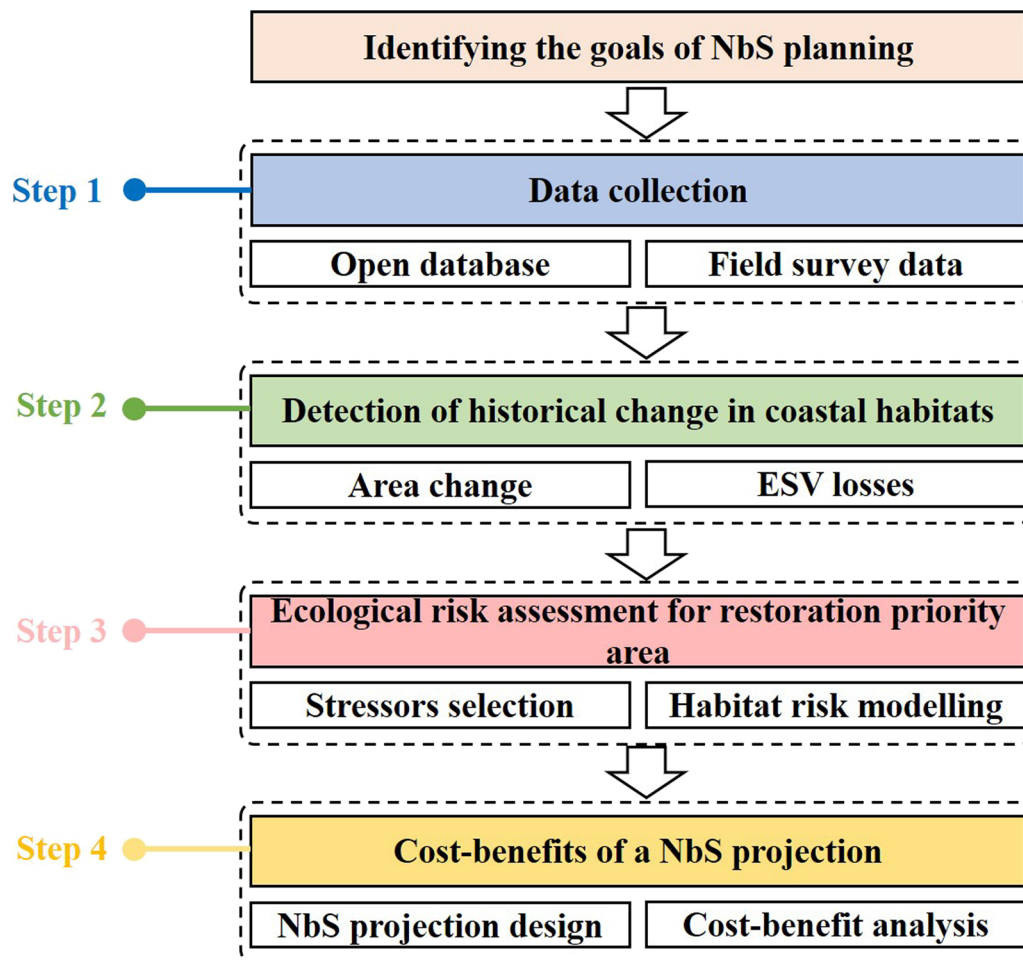 Identifying the goals of NbS planning
Step 1
Data collection
Open database
Field survey data
Step 2
Detection of historical change in coastal habitats
Area change
ESV losses
Step 3
Ecological risk assessment for restoration priority
area
Stressors selection
Habitat risk modelling
Step 4
Cost-benefits of a NbS projection
NbS projection design
Cost-benefit analysis